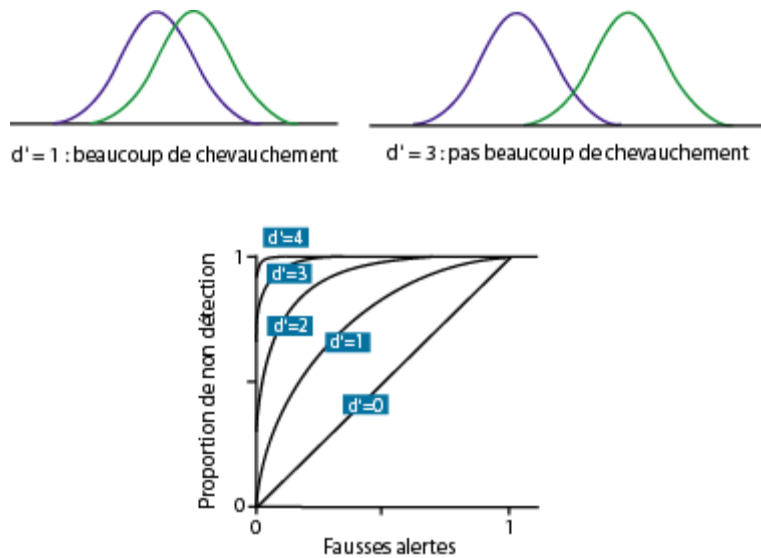 d' = 1 : beaucoup de chevauchement
d' = 3 : pas beaucoup de chevauchement
d'=4
1
d'=3
d'=2
d'=1
d'=0
Proportion de non détection
0
0
1
Fausses alertes